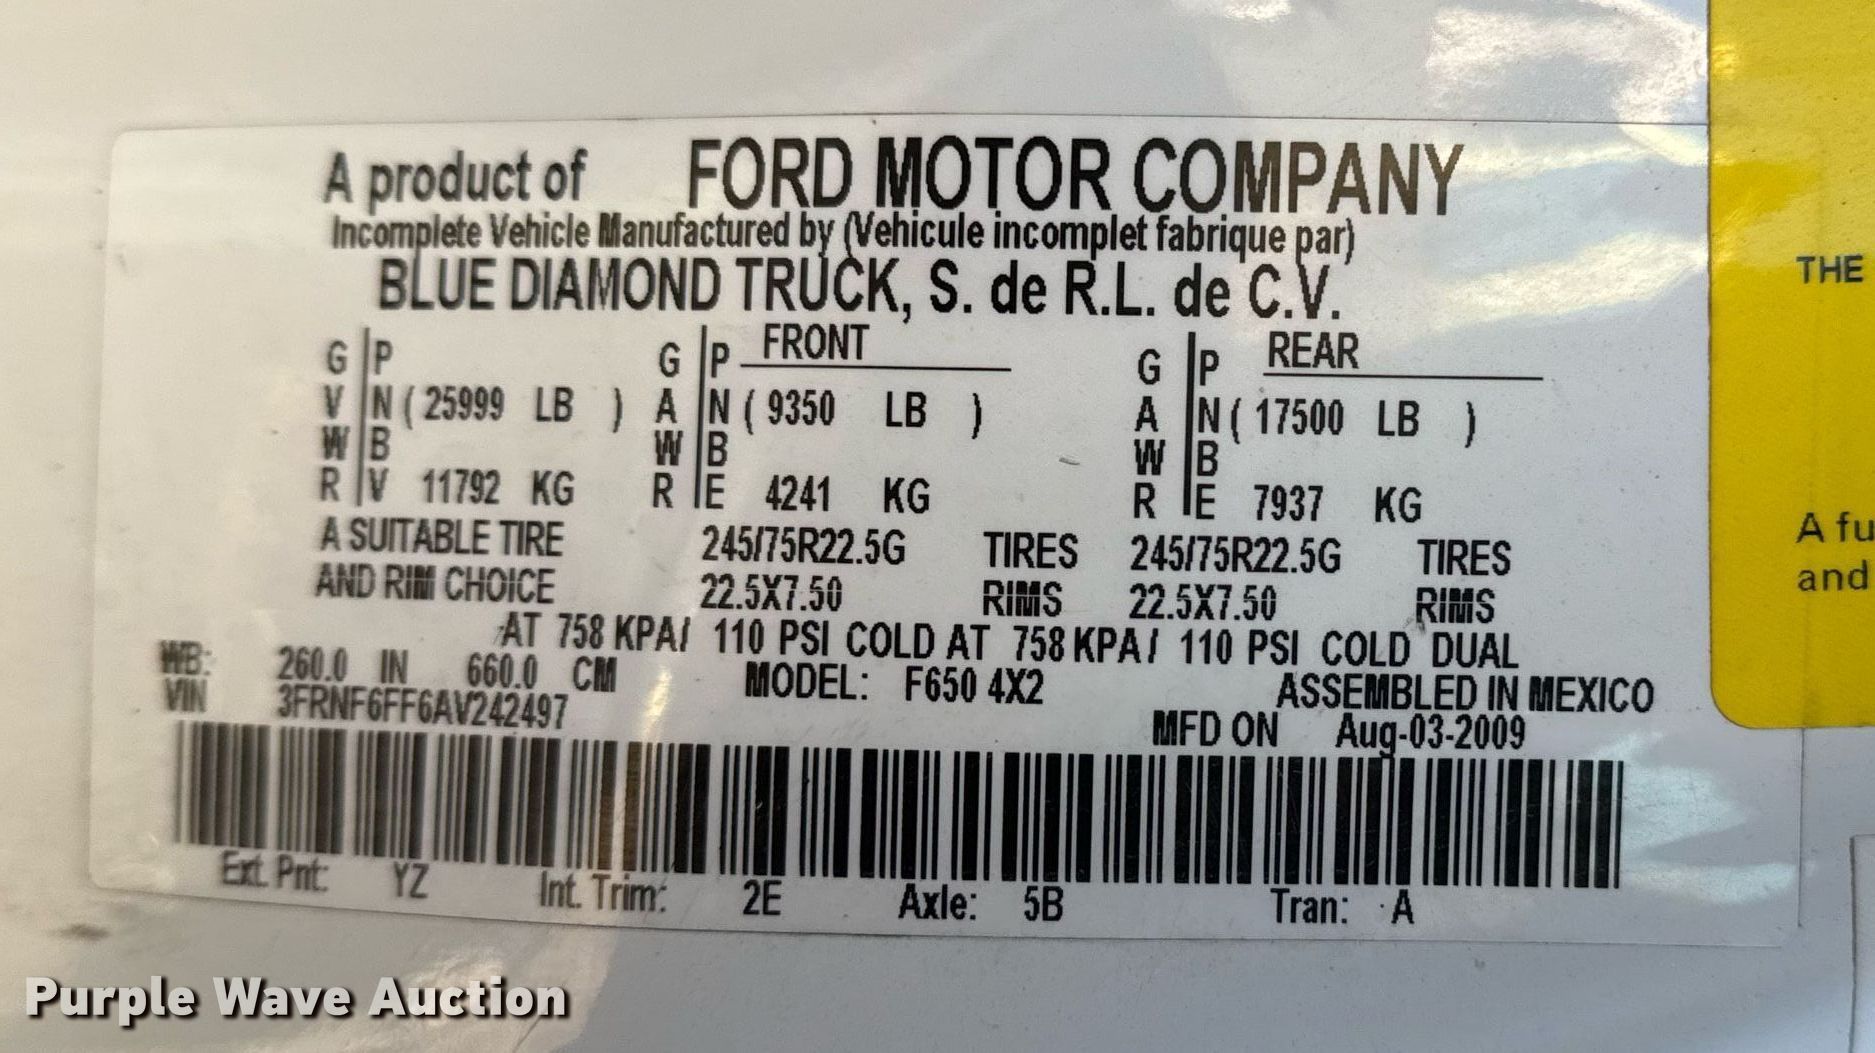 A product of FORD MOTOR COMPANY
Incomplete Vehicle Manufactured by (Vehicule incomplet fabrique par)
BLUE DIAMOND TRUCK, S. de R.L. de C.V.
FRONT REAR
G P G P G P
V N ( 25999 LB ) A N ( 9350 LB ) A N ( 17500 LB )
W B W B W B
R V 11792 KG R E 4241 KG R E 7937 KG
A SUITABLE TIRE 245/75R22.5G TIRES 245/75R22.5G TIRES
AND RIM CHOICE 22.5X7.50 RIMS 22.5X7.50 RIMS
AT 758 KPA/ 110 PSI COLD AT 758 KPA/ 110 PSI COLD DUAL
WB: 260.0 IN 660.0 CM MODEL: F650 4X2 ASSEMBLED IN MEXICO
VIN 3FRNF6FF6AV242497 MFD ON Aug-03-2009
Ext. Pnt: YZ Int. Trim: 2E Axle: 5B Tran: A
THE
A fu
and
Purple Wave Auction